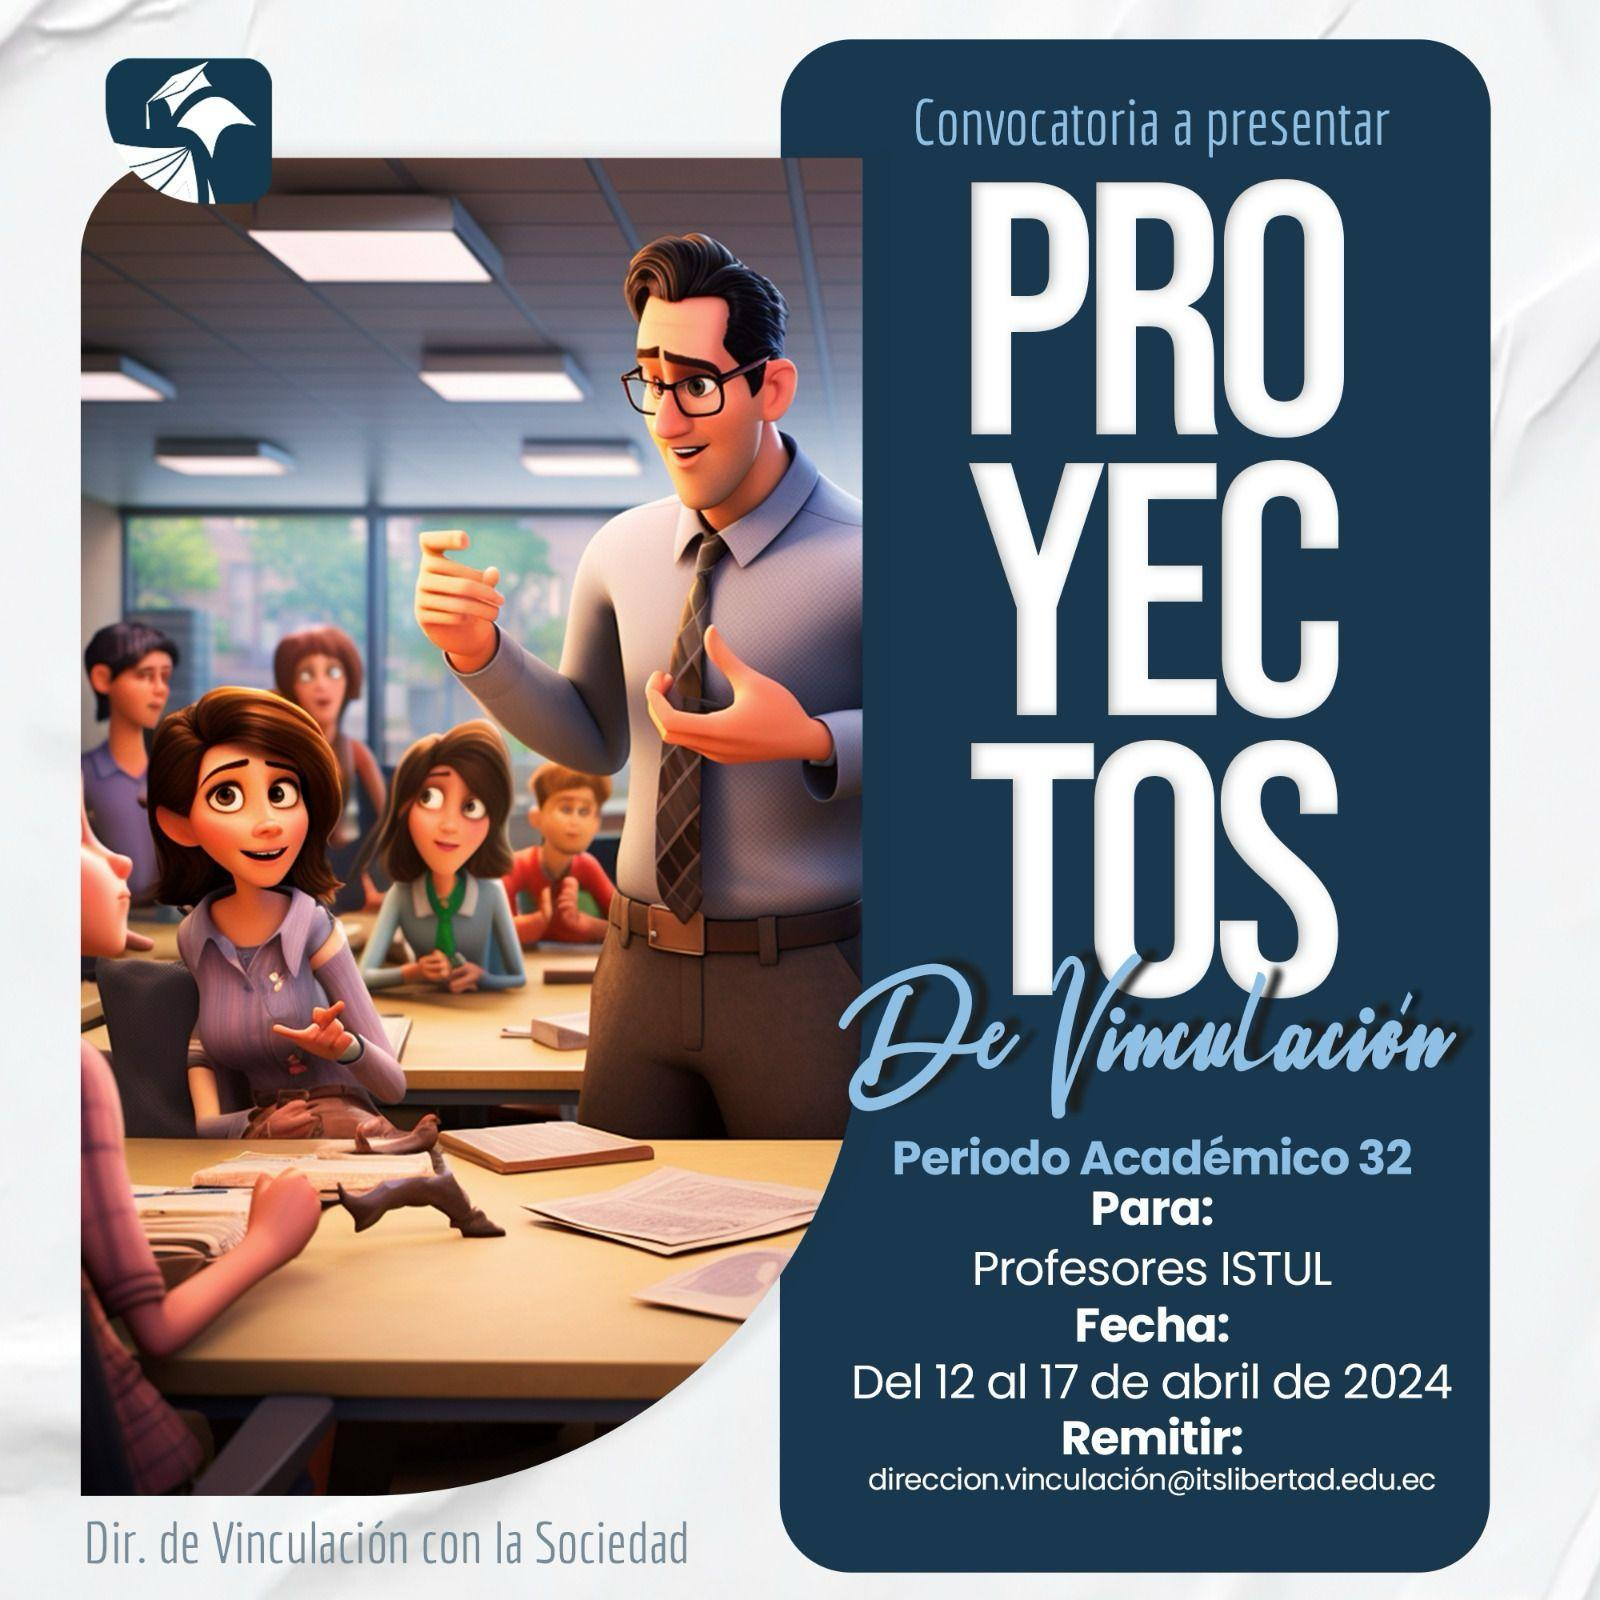 Convocatoria a presentar
PRO
YEC
TOS
De Vinculación
Periodo Académico 32
Para:
Profesores ISTUL
Fecha:
Del 12 al 17 de abril de 2024
Remitir:
direccion.vinculación@itslibertad.edu.ec
Dir. de Vinculación con la Sociedad